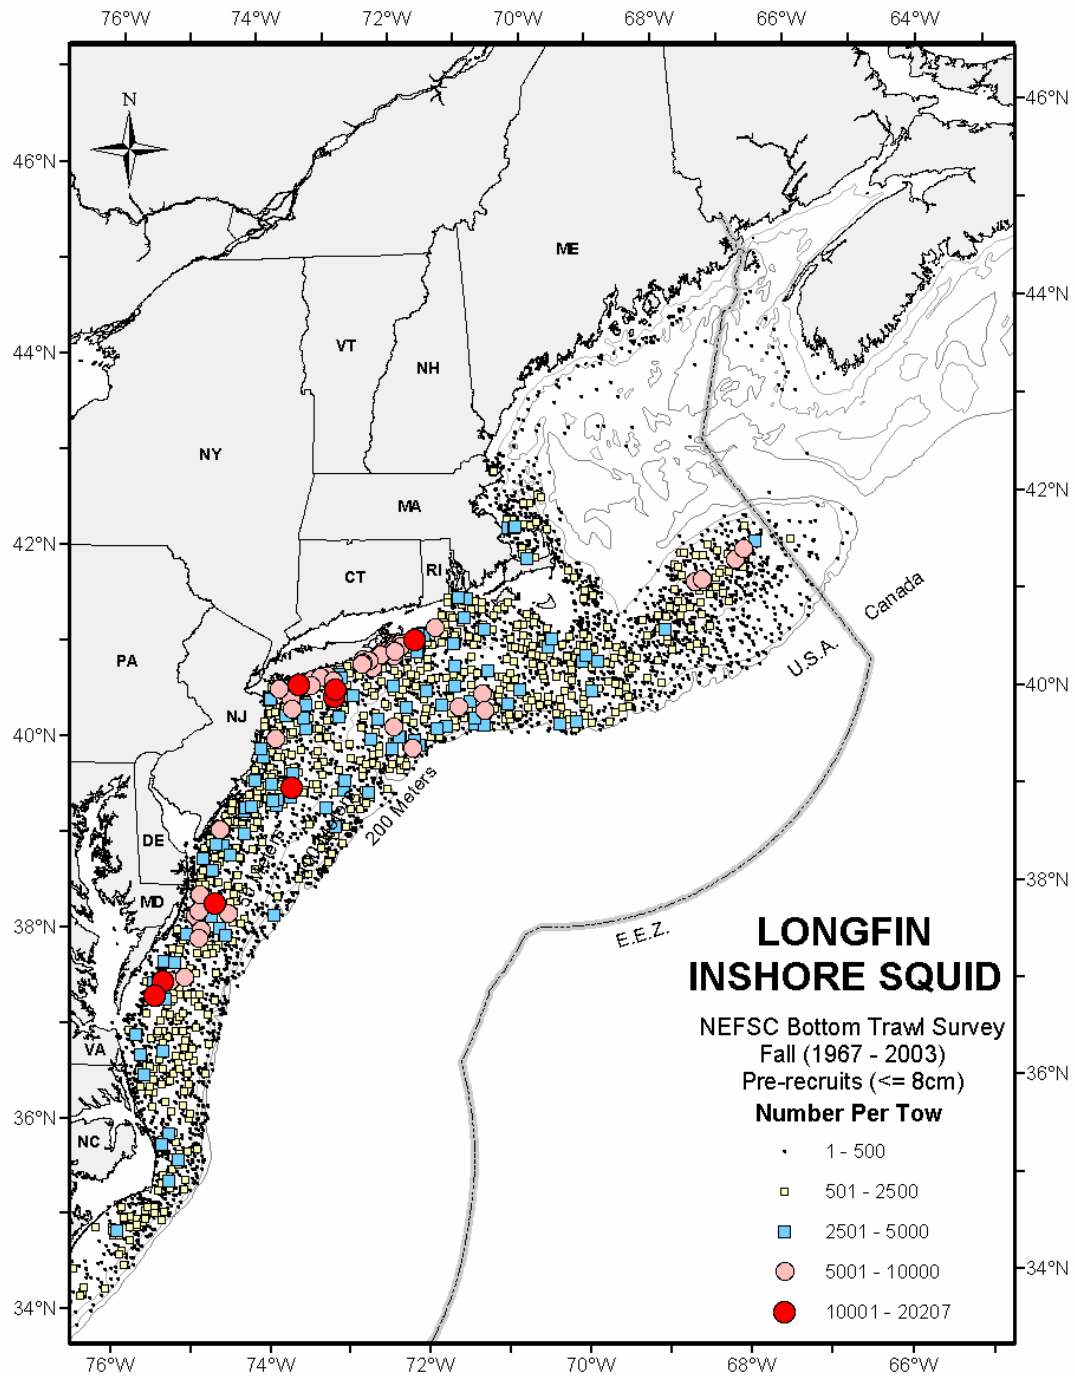 76°W 74°W 72°W 70°W 68°W 66°W 64°W
N
46°N
46°N
ME
44°N
VT
44°N
NH
NY
42°N
MA
42°N
CT
RI
Canada
PA
U.S.A.
40°N
NJ
40°N
200 Meters
DE
38°N
MD
38°N
E.E.Z.
LONGFIN
INSHORE SQUID
NEFSC Bottom Trawl Survey
Fall (1967 - 2003)
VA
36°N
Pre-recruits (<= 8cm)
36°N
Number Per Tow
NC
1 - 500
501 - 2500
2501 - 5000
34°N
5001 - 10000
34°N
10001 - 20207
76°W 74°W 72°W 70°W 68°W 66°W